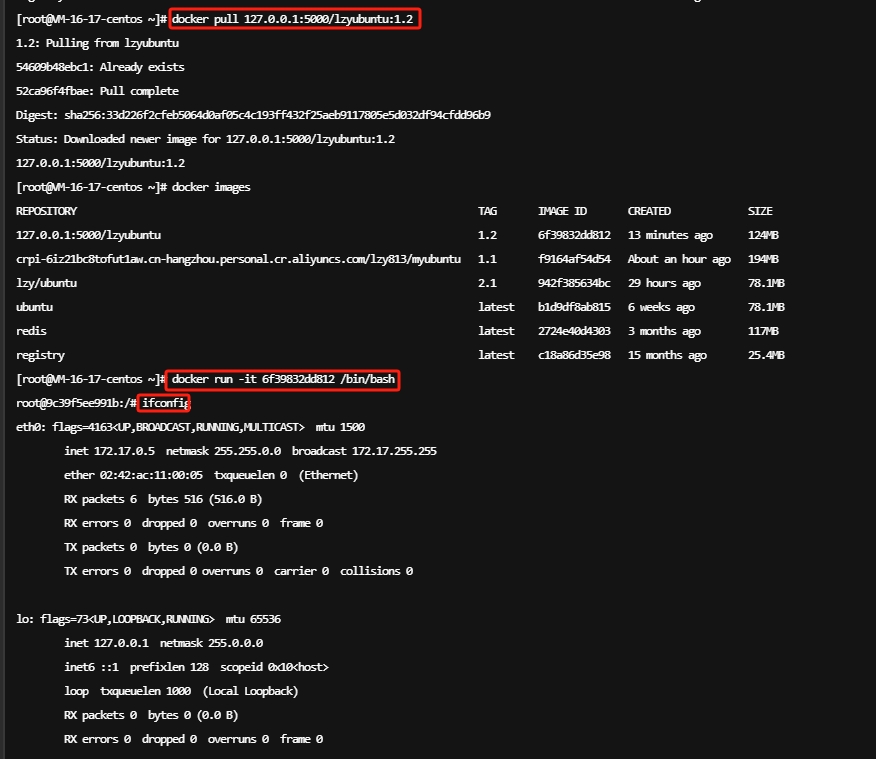 [root@VM-16-17-centos ~]# docker pull 127.0.0.1:5000/lzyubuntu:1.2
1.2: Pulling from lzyubuntu
54609b48ebc1: Already exists
52ca96f4fbae: Pull complete
Digest: sha256:33d226f2cfeb5064d0af05c4c193ff432f25aeb9117805e5d032df94cfdd96b9
Status: Downloaded newer image for 127.0.0.1:5000/lzyubuntu:1.2
127.0.0.1:5000/lzyubuntu:1.2
[root@VM-16-17-centos ~]# docker images
REPOSITORY TAG IMAGE ID CREATED SIZE
127.0.0.1:5000/lzyubuntu 1.2 6f39832dd812 13 minutes ago 124MB
crpi-6iz21bc8tofut1aw.cn-hangzhou.personal.cr.aliyuncs.com/lzy813/myubuntu 1.1 f9164af54d54 About an hour ago 194MB
lzy/ubuntu 2.1 942f385634bc 29 hours ago 78.1MB
ubuntu latest b1d9df8ab815 6 weeks ago 78.1MB
redis latest 2724e40d4303 3 months ago 117MB
registry latest c18a86d35e98 15 months ago 25.4MB
[root@VM-16-17-centos ~]# docker run -it 6f39832dd812 /bin/bash
root@9c39f5ee991b:/# ifconfig
eth0: flags=4163<UP,BROADCAST,RUNNING,MULTICAST> mtu 1500
inet 172.17.0.5 netmask 255.255.0.0 broadcast 172.17.255.255
ether 02:42:ac:11:00:05 txqueuelen 0 (Ethernet)
RX packets 6 bytes 516 (516.0 B)
RX errors 0 dropped 0 overruns 0 frame 0
TX packets 0 bytes 0 (0.0 B)
TX errors 0 dropped 0 overruns 0 carrier 0 collisions 0
lo: flags=73<UP,LOOPBACK,RUNNING> mtu 65536
inet 127.0.0.1 netmask 255.0.0.0
inet6 ::1 prefixlen 128 scopeid 0x10<host>
loop txqueuelen 1000 (Local Loopback)
RX packets 0 bytes 0 (0.0 B)
RX errors 0 dropped 0 overruns 0 frame 0